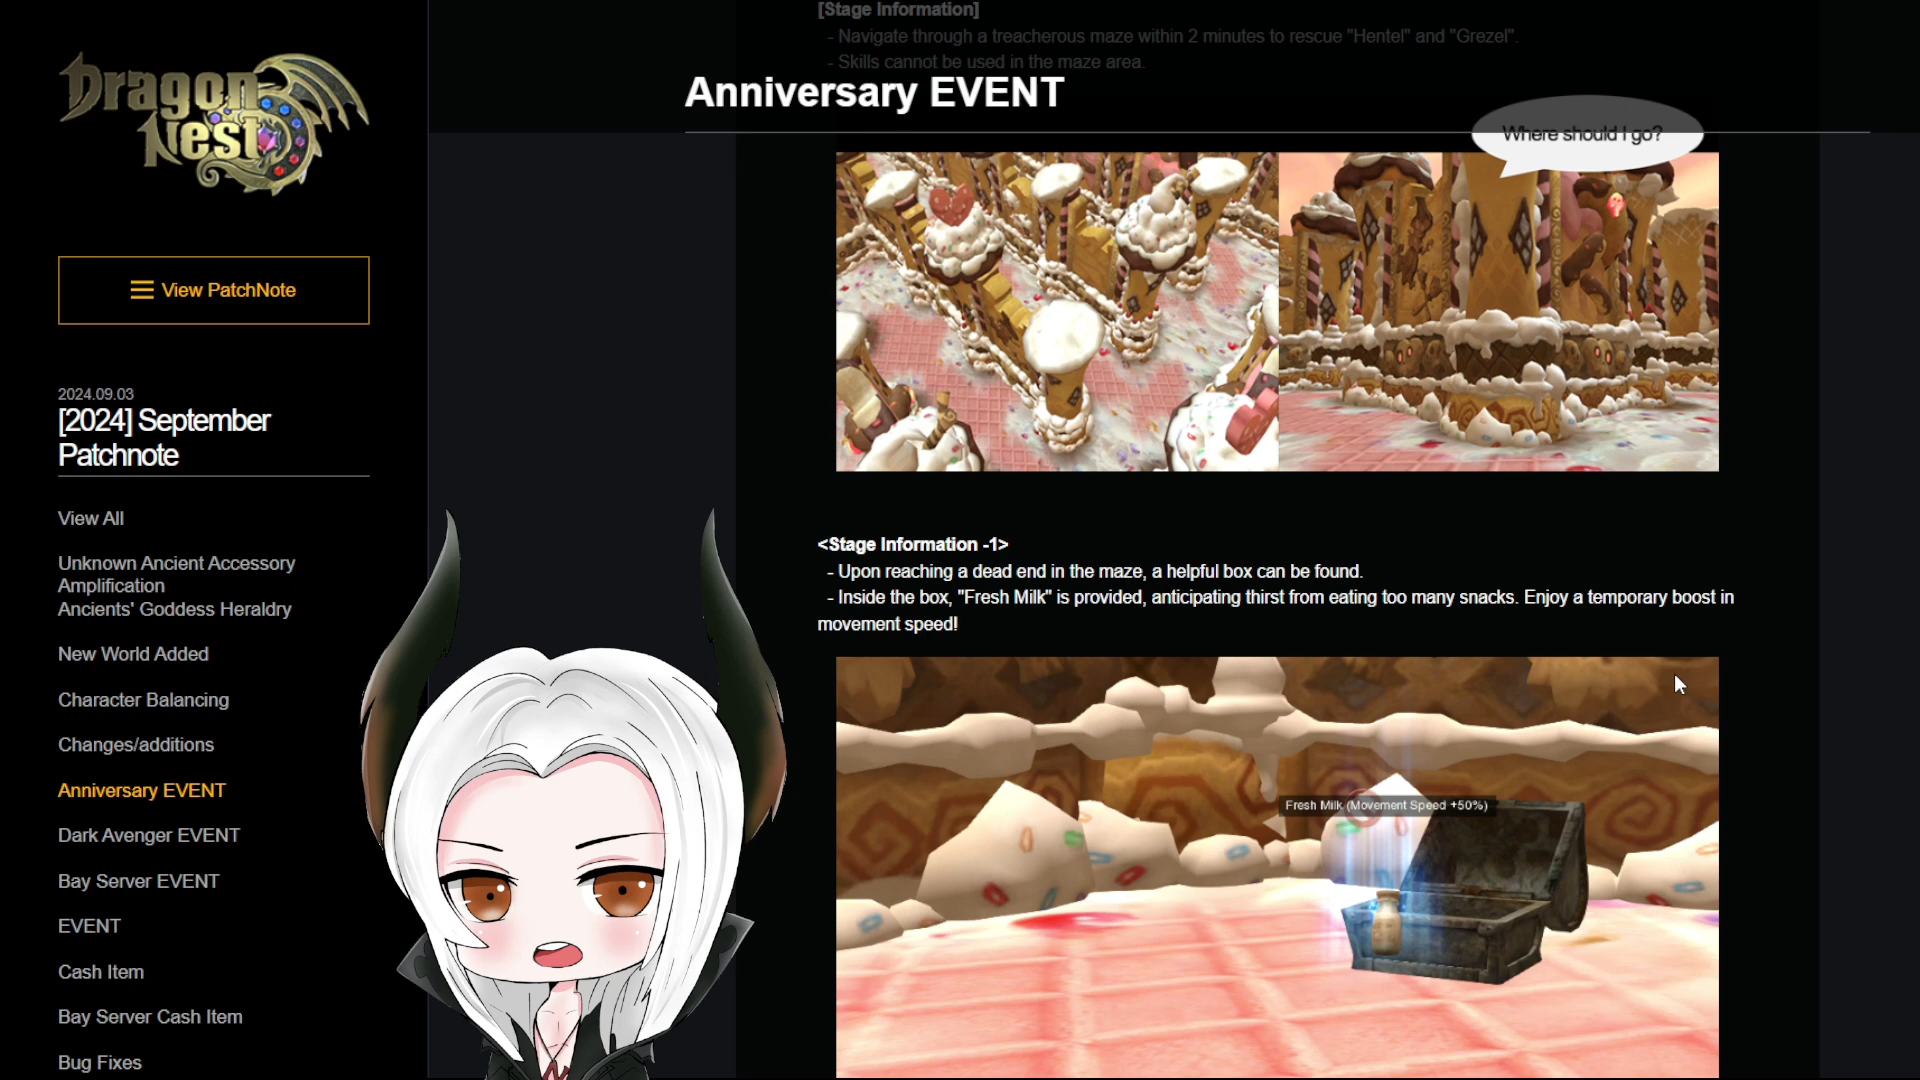 Dragon
Nest
View PatchNote
2024.09.03
[2024] September
Patchnote
View All
Unknown Ancient Accessory
Amplification
Ancients' Goddess Heraldry
New World Added
Character Balancing
Changes/additions
Anniversary EVENT
Dark Avenger EVENT
Bay Server EVENT
EVENT
Cash Item
Bay Server Cash Item
Bug Fixes
[Stage Information]
- Navigate through a treacherous maze within 2 minutes to rescue "Hentel" and "Grezel".
- Skills cannot be used in the maze area.
Anniversary EVENT
Where should I go?
<Stage Information -1>
- Upon reaching a dead end in the maze, a helpful box can be found.
- Inside the box, "Fresh Milk" is provided, anticipating thirst from eating too many snacks. Enjoy a temporary boost in
movement speed!
Fresh Milk (Movement Speed +50%)